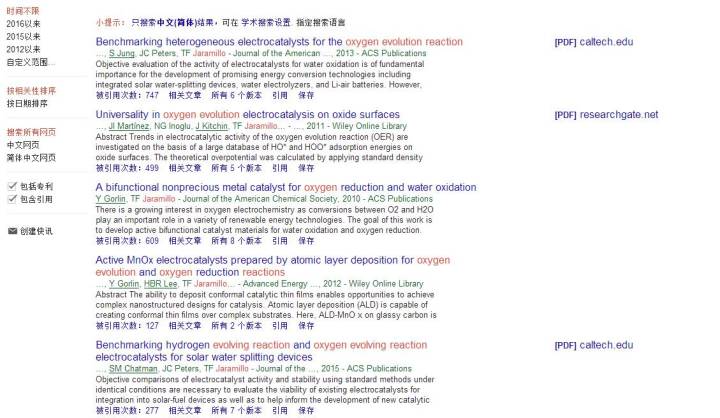 时间不限
2016以来
2015以来
2012以来
自定义范围...
按相关性排序
按日期排序
搜索所有网页
中文网页
简体中文网页
包括专利
包含引用
创建快讯
小提示： 只搜索中文(简体)结果，可在 学术搜索设置 指定搜索语言
Benchmarking heterogeneous electrocatalysts for the oxygen evolution reaction
..., S Jung, JC Peters, TF Jaramillo - Journal of the American ..., 2013 - ACS Publications
Objective evaluation of the activity of electrocatalysts for water oxidation is of fundamental
importance for the development of promising energy conversion technologies including
integrated solar water-splitting devices, water electrolyzers, and Li-air batteries. However,
被引用次数：747 相关文章 所有 6 个版本 引用 保存
[PDF] caltech.edu
Universality in oxygen evolution electrocatalysis on oxide surfaces
..., JI Martínez, NG Inoglu, J Kitchin, TF Jaramillo... - ..., 2011 - Wiley Online Library
Abstract Trends in electrocatalytic activity of the oxygen evolution reaction (OER) are
investigated on the basis of a large database of HO* and HOO* adsorption energies on
oxide surfaces. The theoretical overpotential was calculated by applying standard density
被引用次数：499 相关文章 所有 5 个版本 引用 保存
[PDF] researchgate.net
A bifunctional nonprecious metal catalyst for oxygen reduction and water oxidation
Y Gorlin, TF Jaramillo - Journal of the American Chemical Society, 2010 - ACS Publications
There is a growing interest in oxygen electrochemistry as conversions between O2 and H2O
play an important role in a variety of renewable energy technologies. The goal of this work is
to develop active bifunctional catalyst materials for water oxidation and oxygen reduction.
被引用次数：609 相关文章 所有 8 个版本 引用 保存
Active MnOx electrocatalysts prepared by atomic layer deposition for oxygen
evolution and oxygen reduction reactions
..., Y Gorlin, HBR Lee, TF Jaramillo - Advanced Energy ..., 2012 - Wiley Online Library
Abstract The ability to deposit conformal catalytic thin films enables opportunities to achieve
complex nanostructured designs for catalysis. Atomic layer deposition (ALD) is capable of
creating conformal thin films over complex substrates. Here, ALD-MnO x on glassy carbon is
被引用次数：127 相关文章 所有 2 个版本 引用 保存
Benchmarking hydrogen evolving reaction and oxygen evolving reaction
electrocatalysts for solar water splitting devices
..., SM Chatman, JC Peters, TF Jaramillo - Journal of the ..., 2015 - ACS Publications
Objective comparisons of electrocatalyst activity and stability using standard methods under
identical conditions are necessary to evaluate the viability of existing electrocatalysts for
integration into solar-fuel devices as well as to help inform the development of new catalytic
被引用次数：277 相关文章 所有 7 个版本 引用 保存
[PDF] caltech.edu